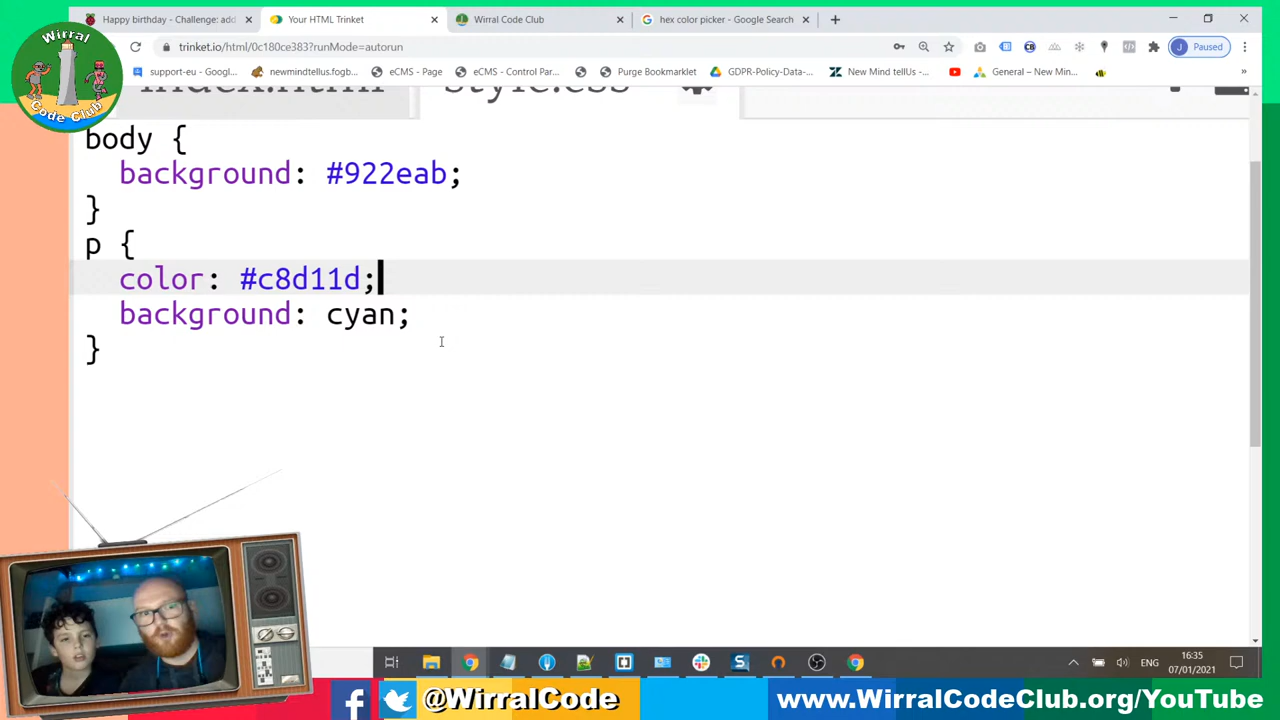 Wirral
Code Club
Happy birthday - Challenge: add
Your HTML Trinket
Wirral Code Club
hex color picker - Google Search
trinket.io/html/0c180ce383?runMode=autorun
Paused
support-eu - Googl...
newmindtellus.fogb...
eCMS - Page
eCMS - Control Par...
Purge Bookmarklet
GDPR-Policy-Data-...
New Mind tellUs -...
General – New Min...
index.html
style.css
body {
background: #922eab;
}
p {
color: #c8d11d;
background: cyan;
}
ENG
16:35
07/01/2021
@WirralCode
www.WirralCodeClub.org/YouTube